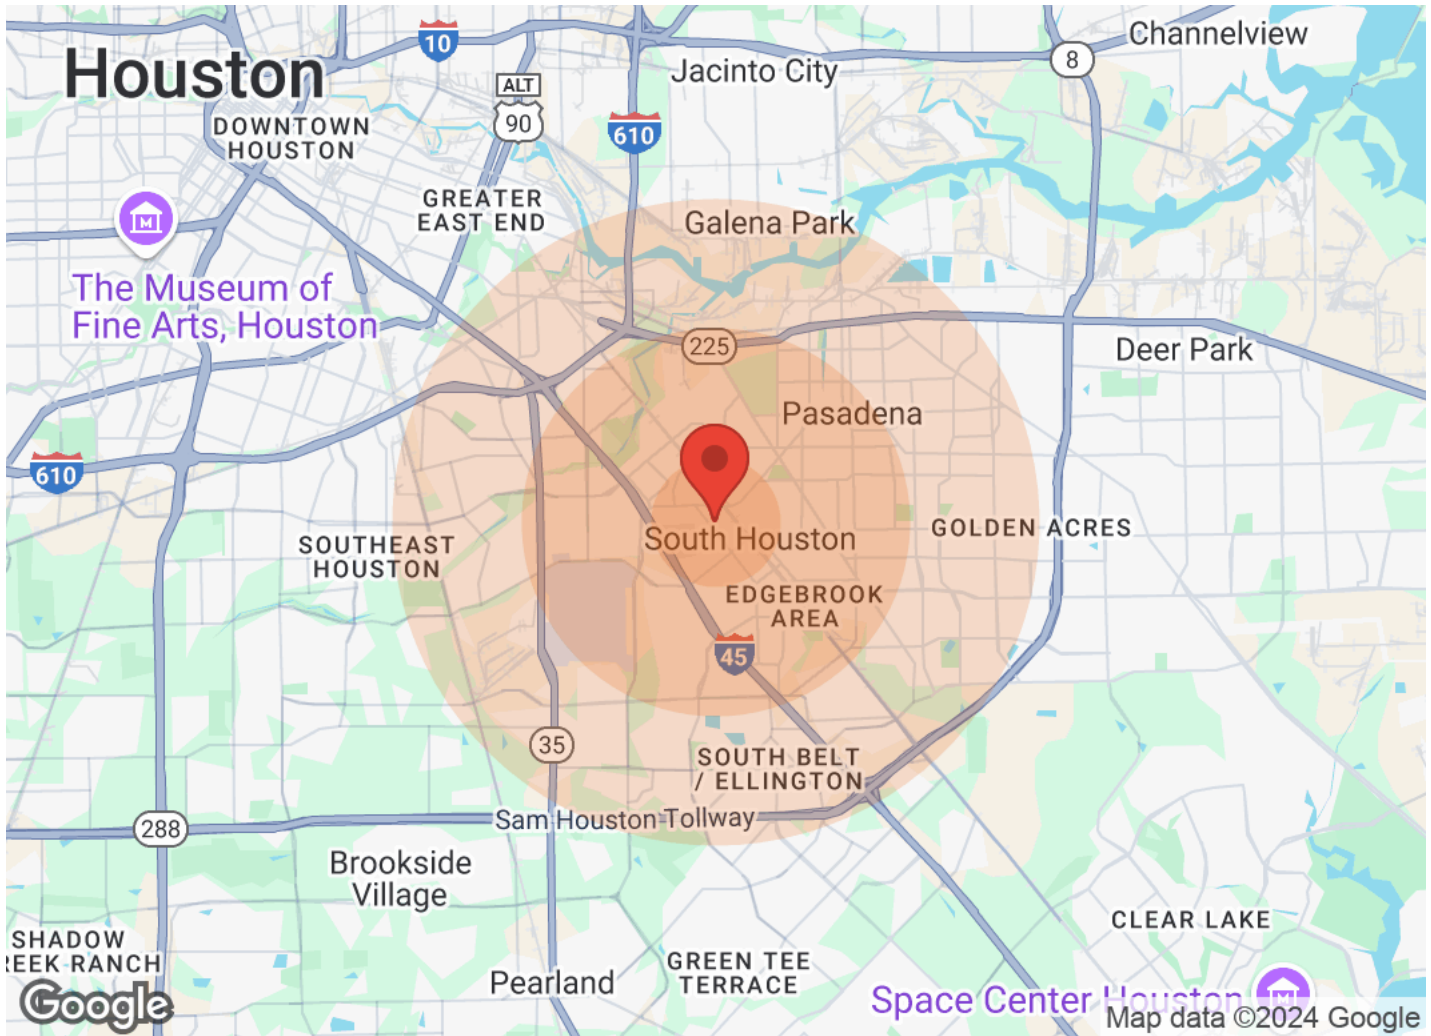 Channelview
10
8
Houston
Jacinto City
ALT
90
DOWNTOWN
HOUSTON
610
GREATER
EAST END
Galena Park
The Museum of
Fine Arts, Houston
225
Deer Park
Pasadena
610
South Houston
GOLDEN ACRES
SOUTHEAST
HOUSTON
EDGEBROOK
AREA
45
35
SOUTH BELT
/ ELLINGTON
Sam Houston Tollway
288
Brookside
Village
CLEAR LAKE
SHADOW
REEK RANCH
GREEN TEE
TERRACE
Pearland
Space Center Houston
Google
Map data ©2024 Google